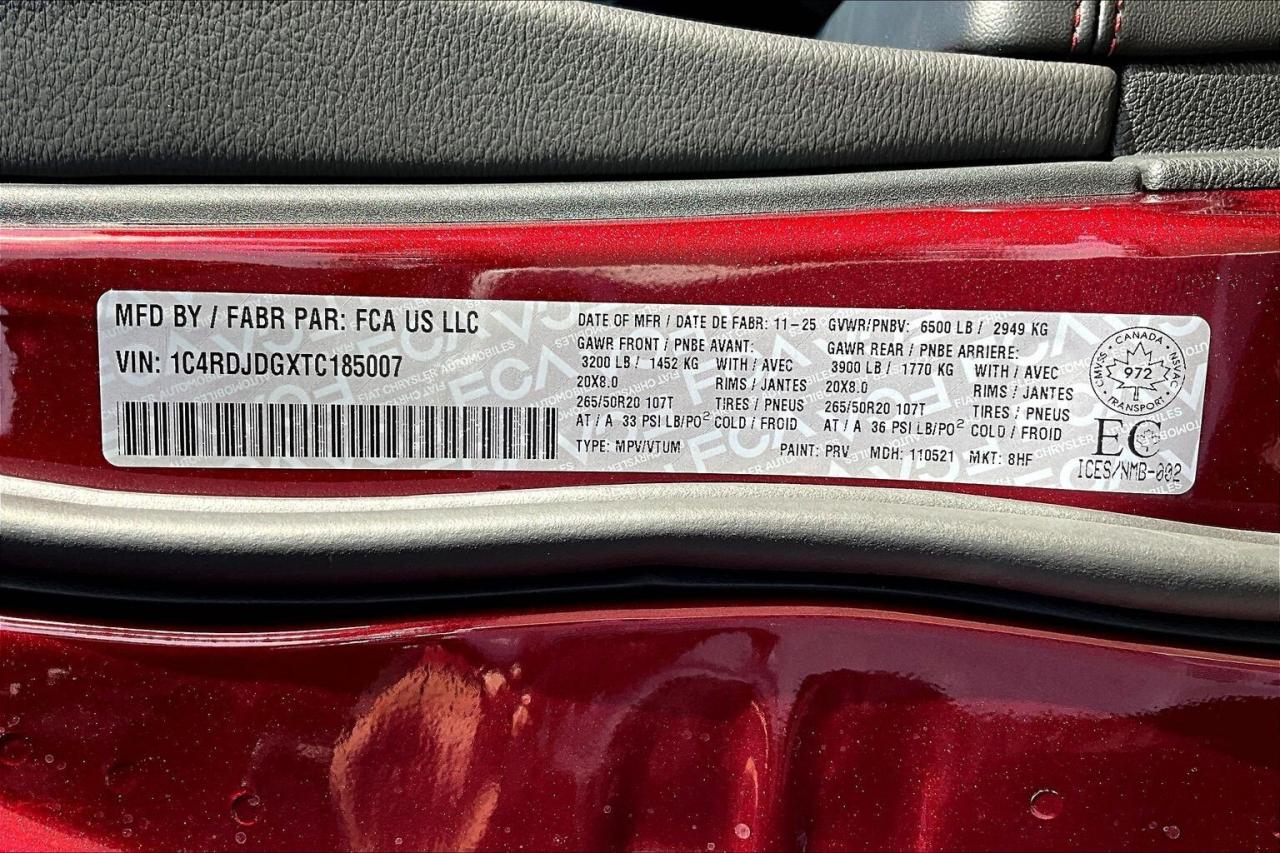 MFD BY / FABR PAR: FCA US LLC
VIN: 1C4RDJDGXTC185007
DATE OF MFR / DATE DE FABR: 11-25 GVWR/PNBV: 6500 LB / 2949 KG
GAWR FRONT / PNBE AVANT: GAWR REAR / PNBE ARRIERE:
3200 LB / 1452 KG WITH / AVEC 3900 LB / 1770 KG WITH / AVEC
20X8.0 RIMS / JANTES 20X8.0 RIMS / JANTES
265/50R20 107T TIRES / PNEUS 265/50R20 107T TIRES / PNEUS
AT / A 33 PSI LB/PO² COLD / FROID AT / A 36 PSI LB/PO² COLD / FROID
TYPE: MPV/VTUM PAINT: PRV MDH: 110521 MKT: 8HF
CANADA
CMVSS NSVAC
972
TRANSPORT
EC
ICES/NMB-002
FCA
FIAT CHRYSLER AUTOMOBILES